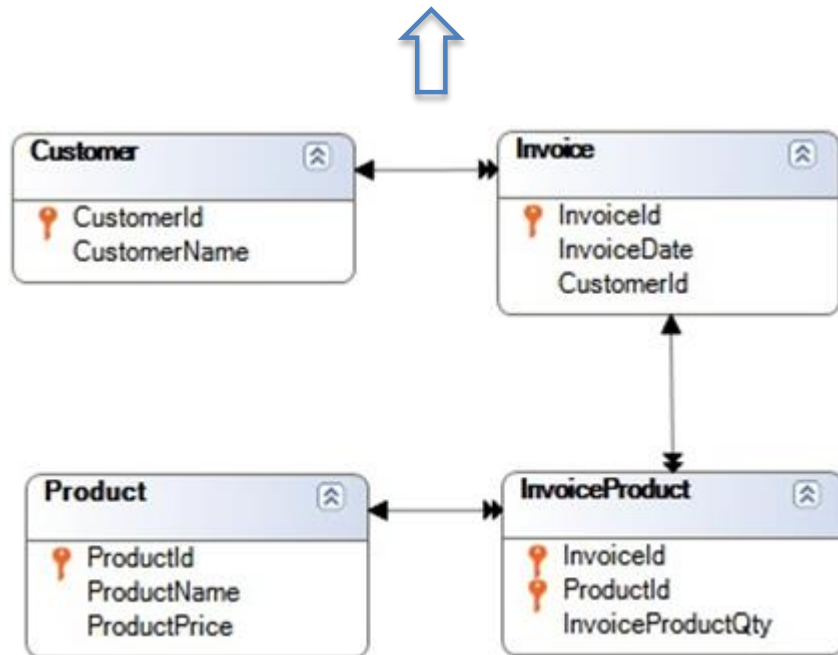 Customer
CustomerId
CustomerName
Invoice
InvoiceId
InvoiceDate
CustomerId
Product
ProductId
ProductName
ProductPrice
InvoiceProduct
InvoiceId
ProductId
InvoiceProductQty